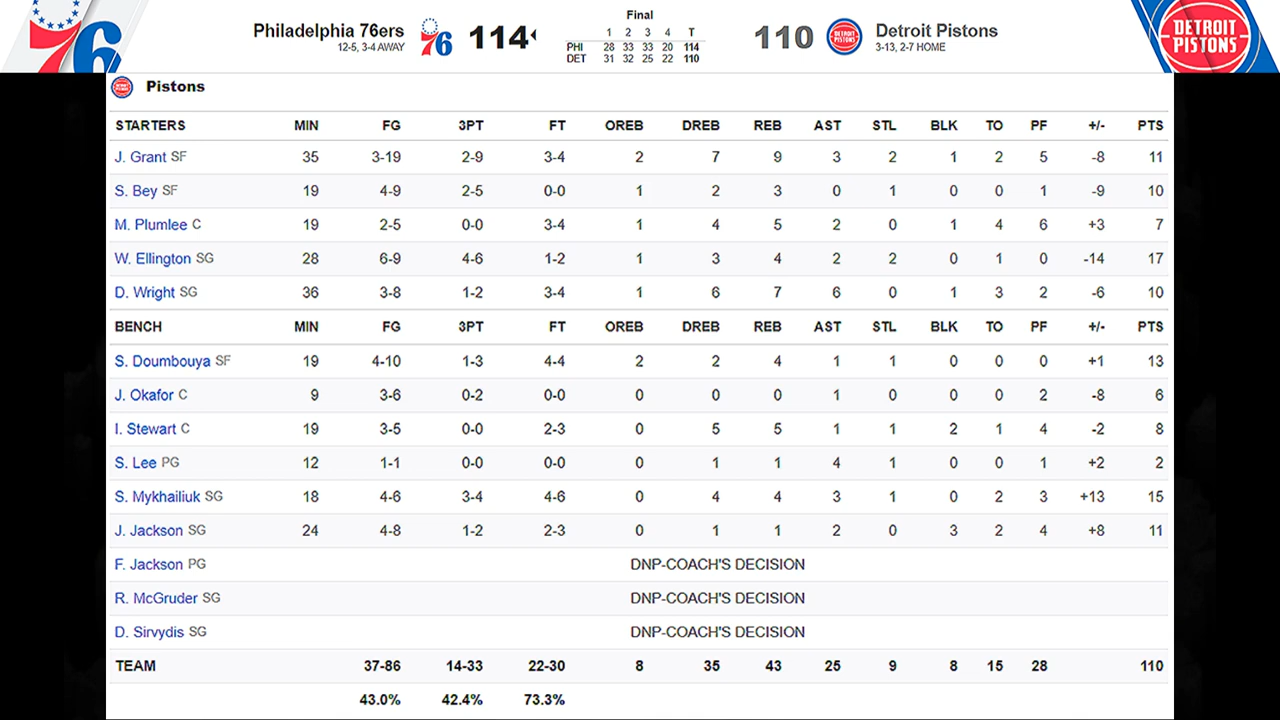 Philadelphia 76ers
12-5, 3-4 AWAY
76
114
Final
1 2 3 4 T
PHI 28 33 33 20 114
DET 31 32 25 22 110
110
DETROIT PISTONS
Detroit Pistons
3-13, 2-7 HOME
76
DETROIT
PISTONS
Pistons
STARTERS MIN FG 3PT FT OREB DREB REB AST STL BLK TO PF +/- PTS
J. Grant SF 35 3-19 2-9 3-4 2 7 9 3 2 1 2 5 -8 11
S. Bey SF 19 4-9 2-5 0-0 1 2 3 0 1 0 0 1 -9 10
M. Plumlee C 19 2-5 0-0 3-4 1 4 5 2 0 1 4 6 +3 7
W. Ellington SG 28 6-9 4-6 1-2 1 3 4 2 2 0 1 0 -14 17
D. Wright SG 36 3-8 1-2 3-4 1 6 7 6 0 1 3 2 -6 10
BENCH MIN FG 3PT FT OREB DREB REB AST STL BLK TO PF +/- PTS
S. Doumbouya SF 19 4-10 1-3 4-4 2 2 4 1 1 0 0 0 +1 13
J. Okafor C 9 3-6 0-2 0-0 0 0 0 1 0 0 0 2 -8 6
I. Stewart C 19 3-5 0-0 2-3 0 5 5 1 1 2 1 4 -2 8
S. Lee PG 12 1-1 0-0 0-0 0 1 1 4 1 0 0 1 +2 2
S. Mykhailiuk SG 18 4-6 3-4 4-6 0 4 4 3 1 0 2 3 +13 15
J. Jackson SG 24 4-8 1-2 2-3 0 1 1 2 0 3 2 4 +8 11
F. Jackson PG DNP-COACH'S DECISION
R. McGruder SG DNP-COACH'S DECISION
D. Sirvydis SG DNP-COACH'S DECISION
TEAM 37-86 14-33 22-30 8 35 43 25 9 8 15 28 110
43.0% 42.4% 73.3%